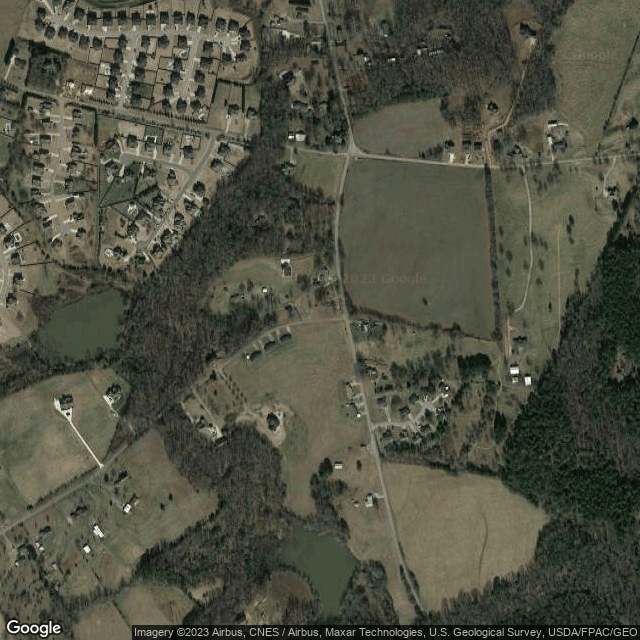 2023 Google
Google
Imagery ©2023 Airbus, CNES / Airbus, Maxar Technologies, U.S. Geological Survey, USDA/FPAC/GEO